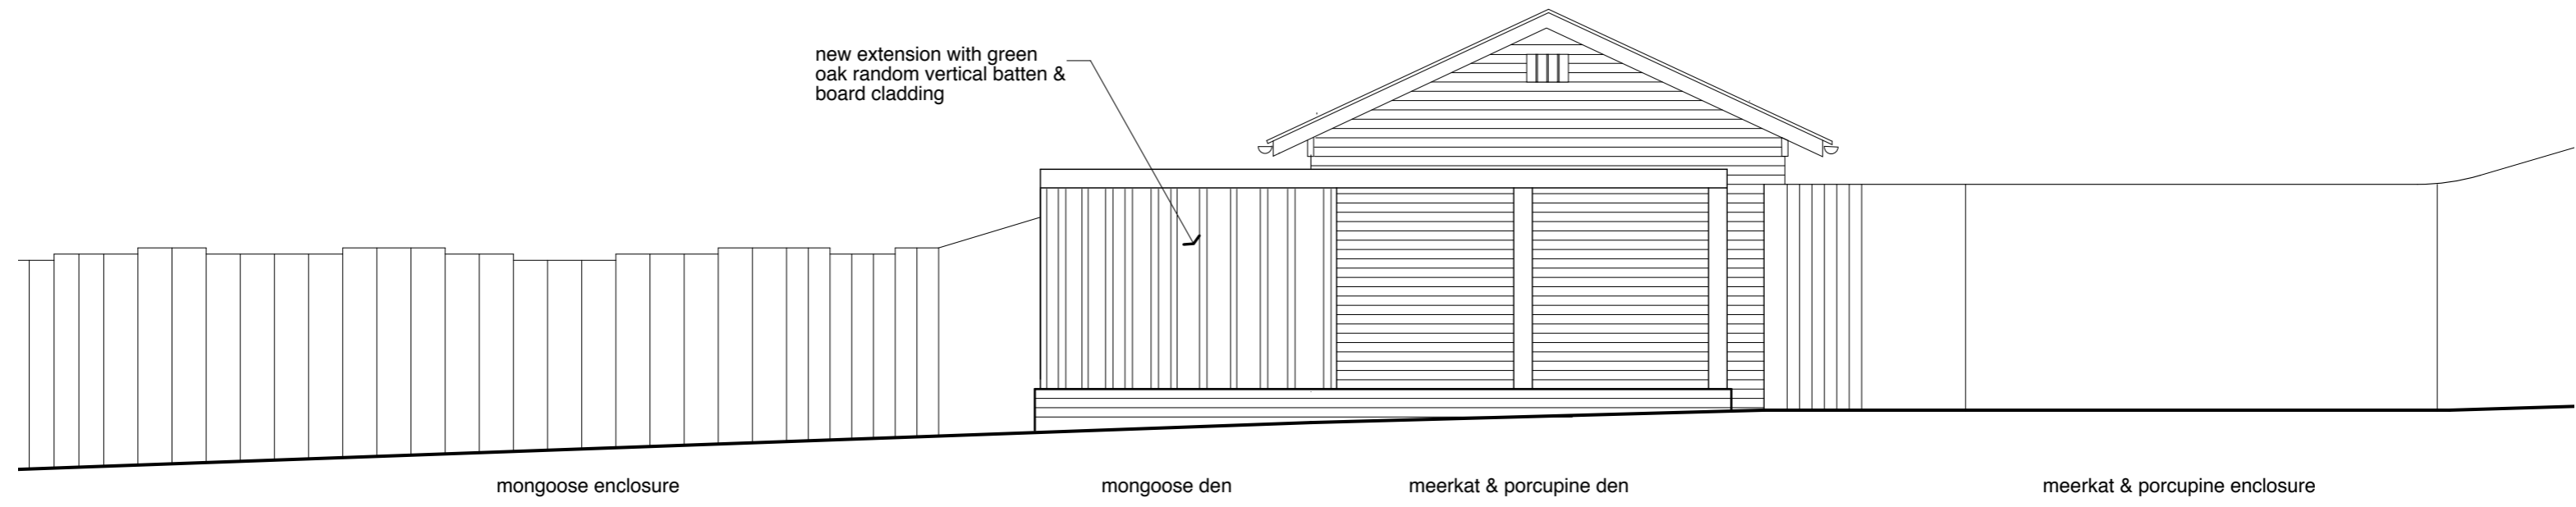 new extension with green
oak random vertical batten &
board cladding
mongoose enclosure
mongoose den
meerkat & porcupine den
meerkat & porcupine enclosure